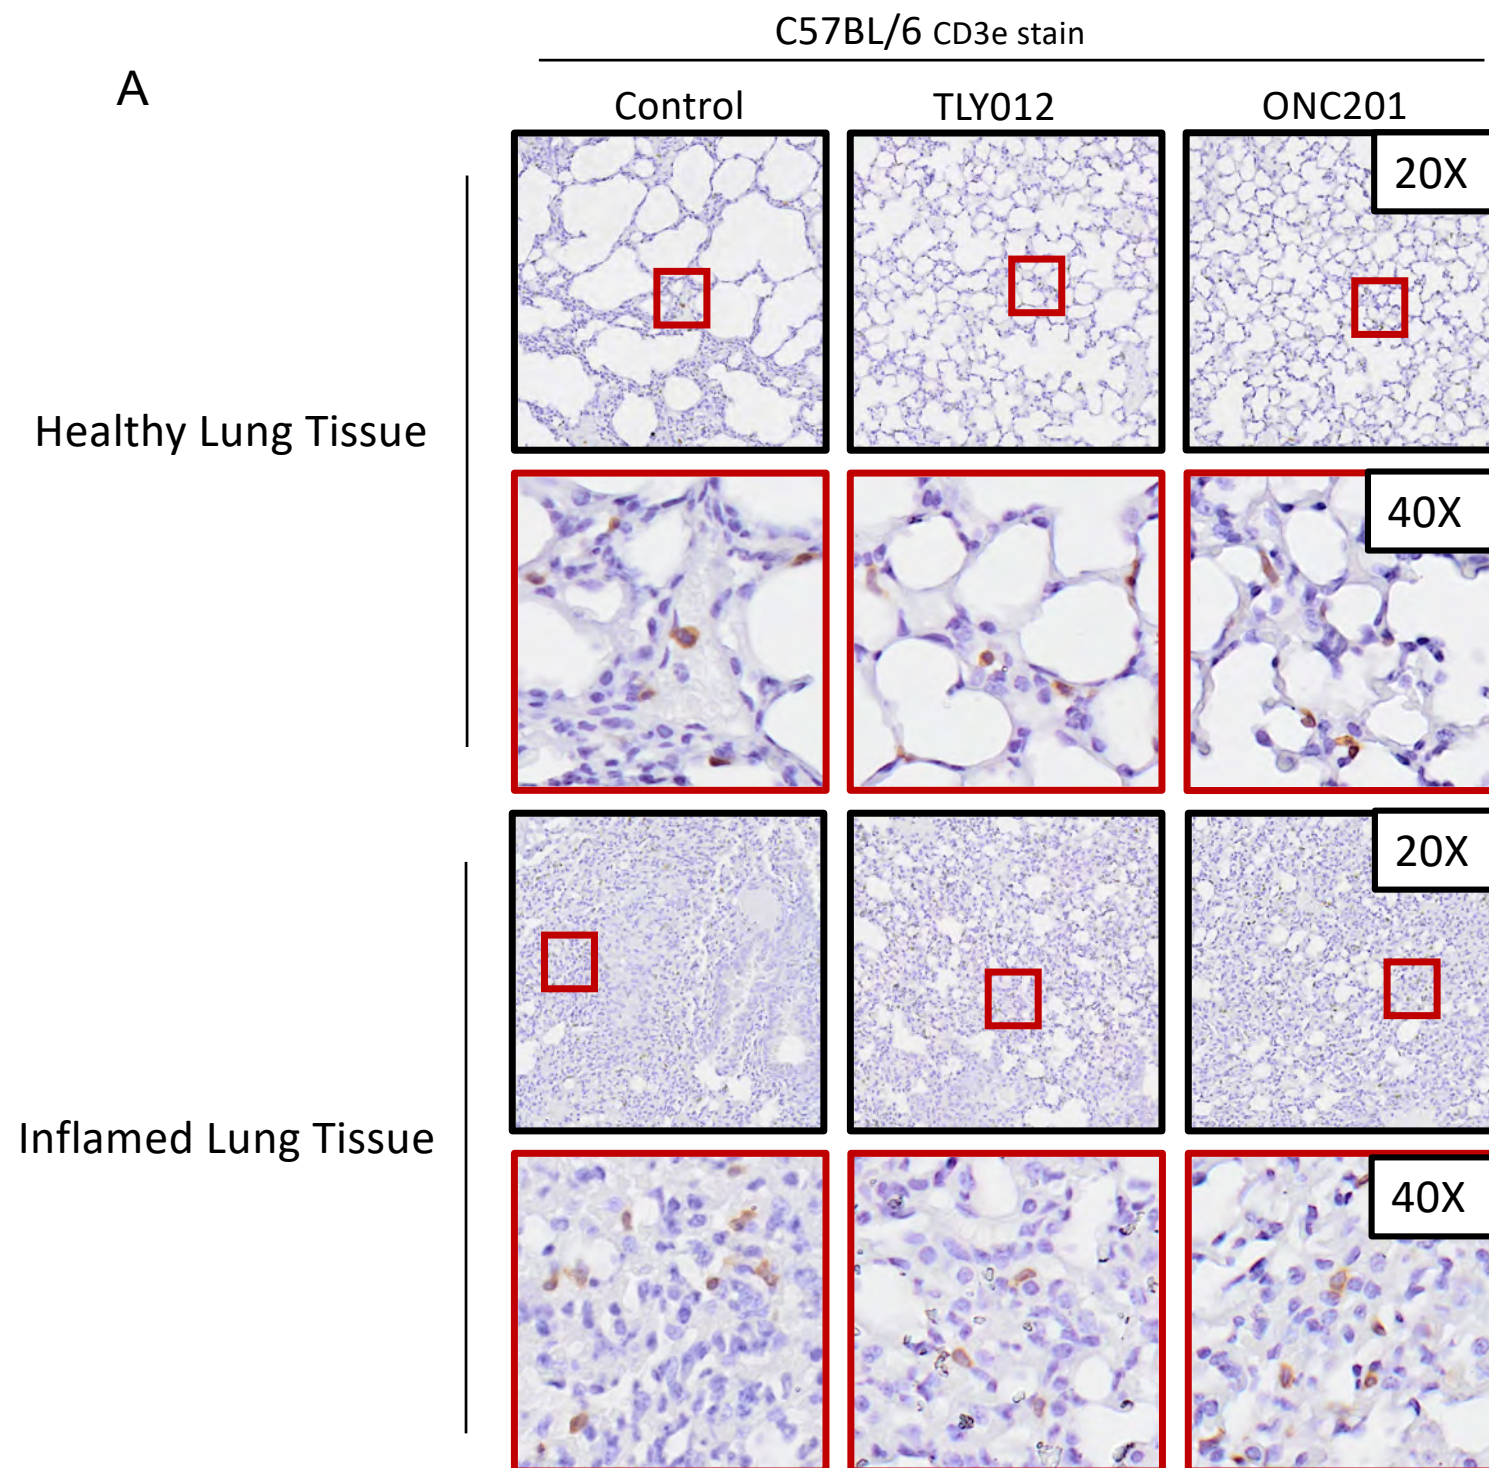 C57BL/6 CD3e stain
A
Control TLY012 ONC201
20X
Healthy Lung Tissue
40X
20X
Inflamed Lung Tissue
40X